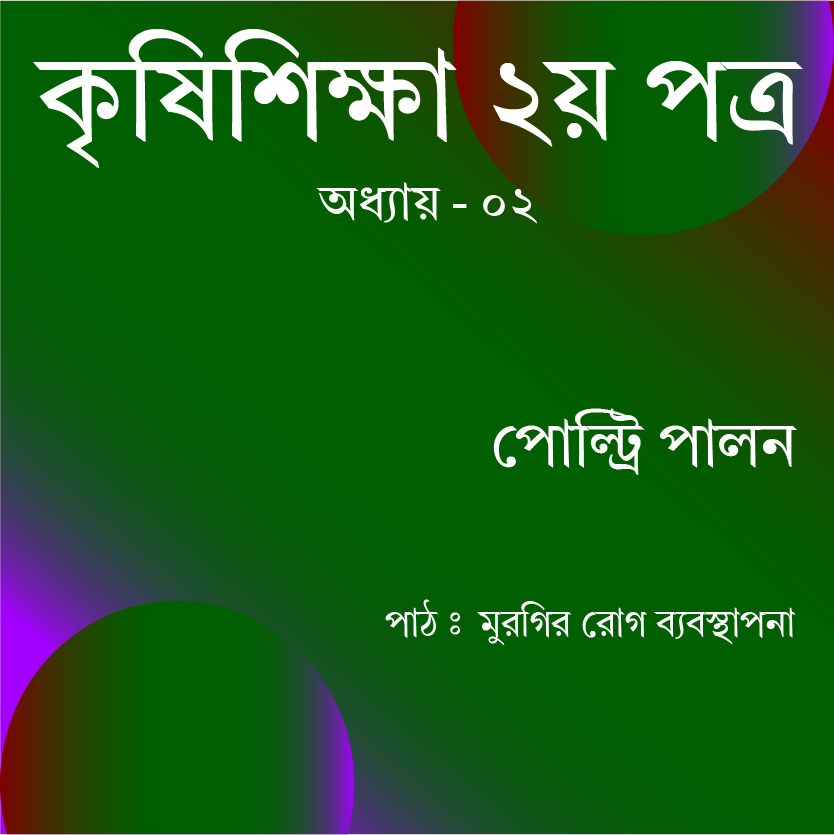 কৃষিশিক্ষা ২য় পত্র
অধ্যায় - ০২
পোল্ট্রি পালন
পাঠ ঃ মুরগির রোগ ব্যবস্থাপনা